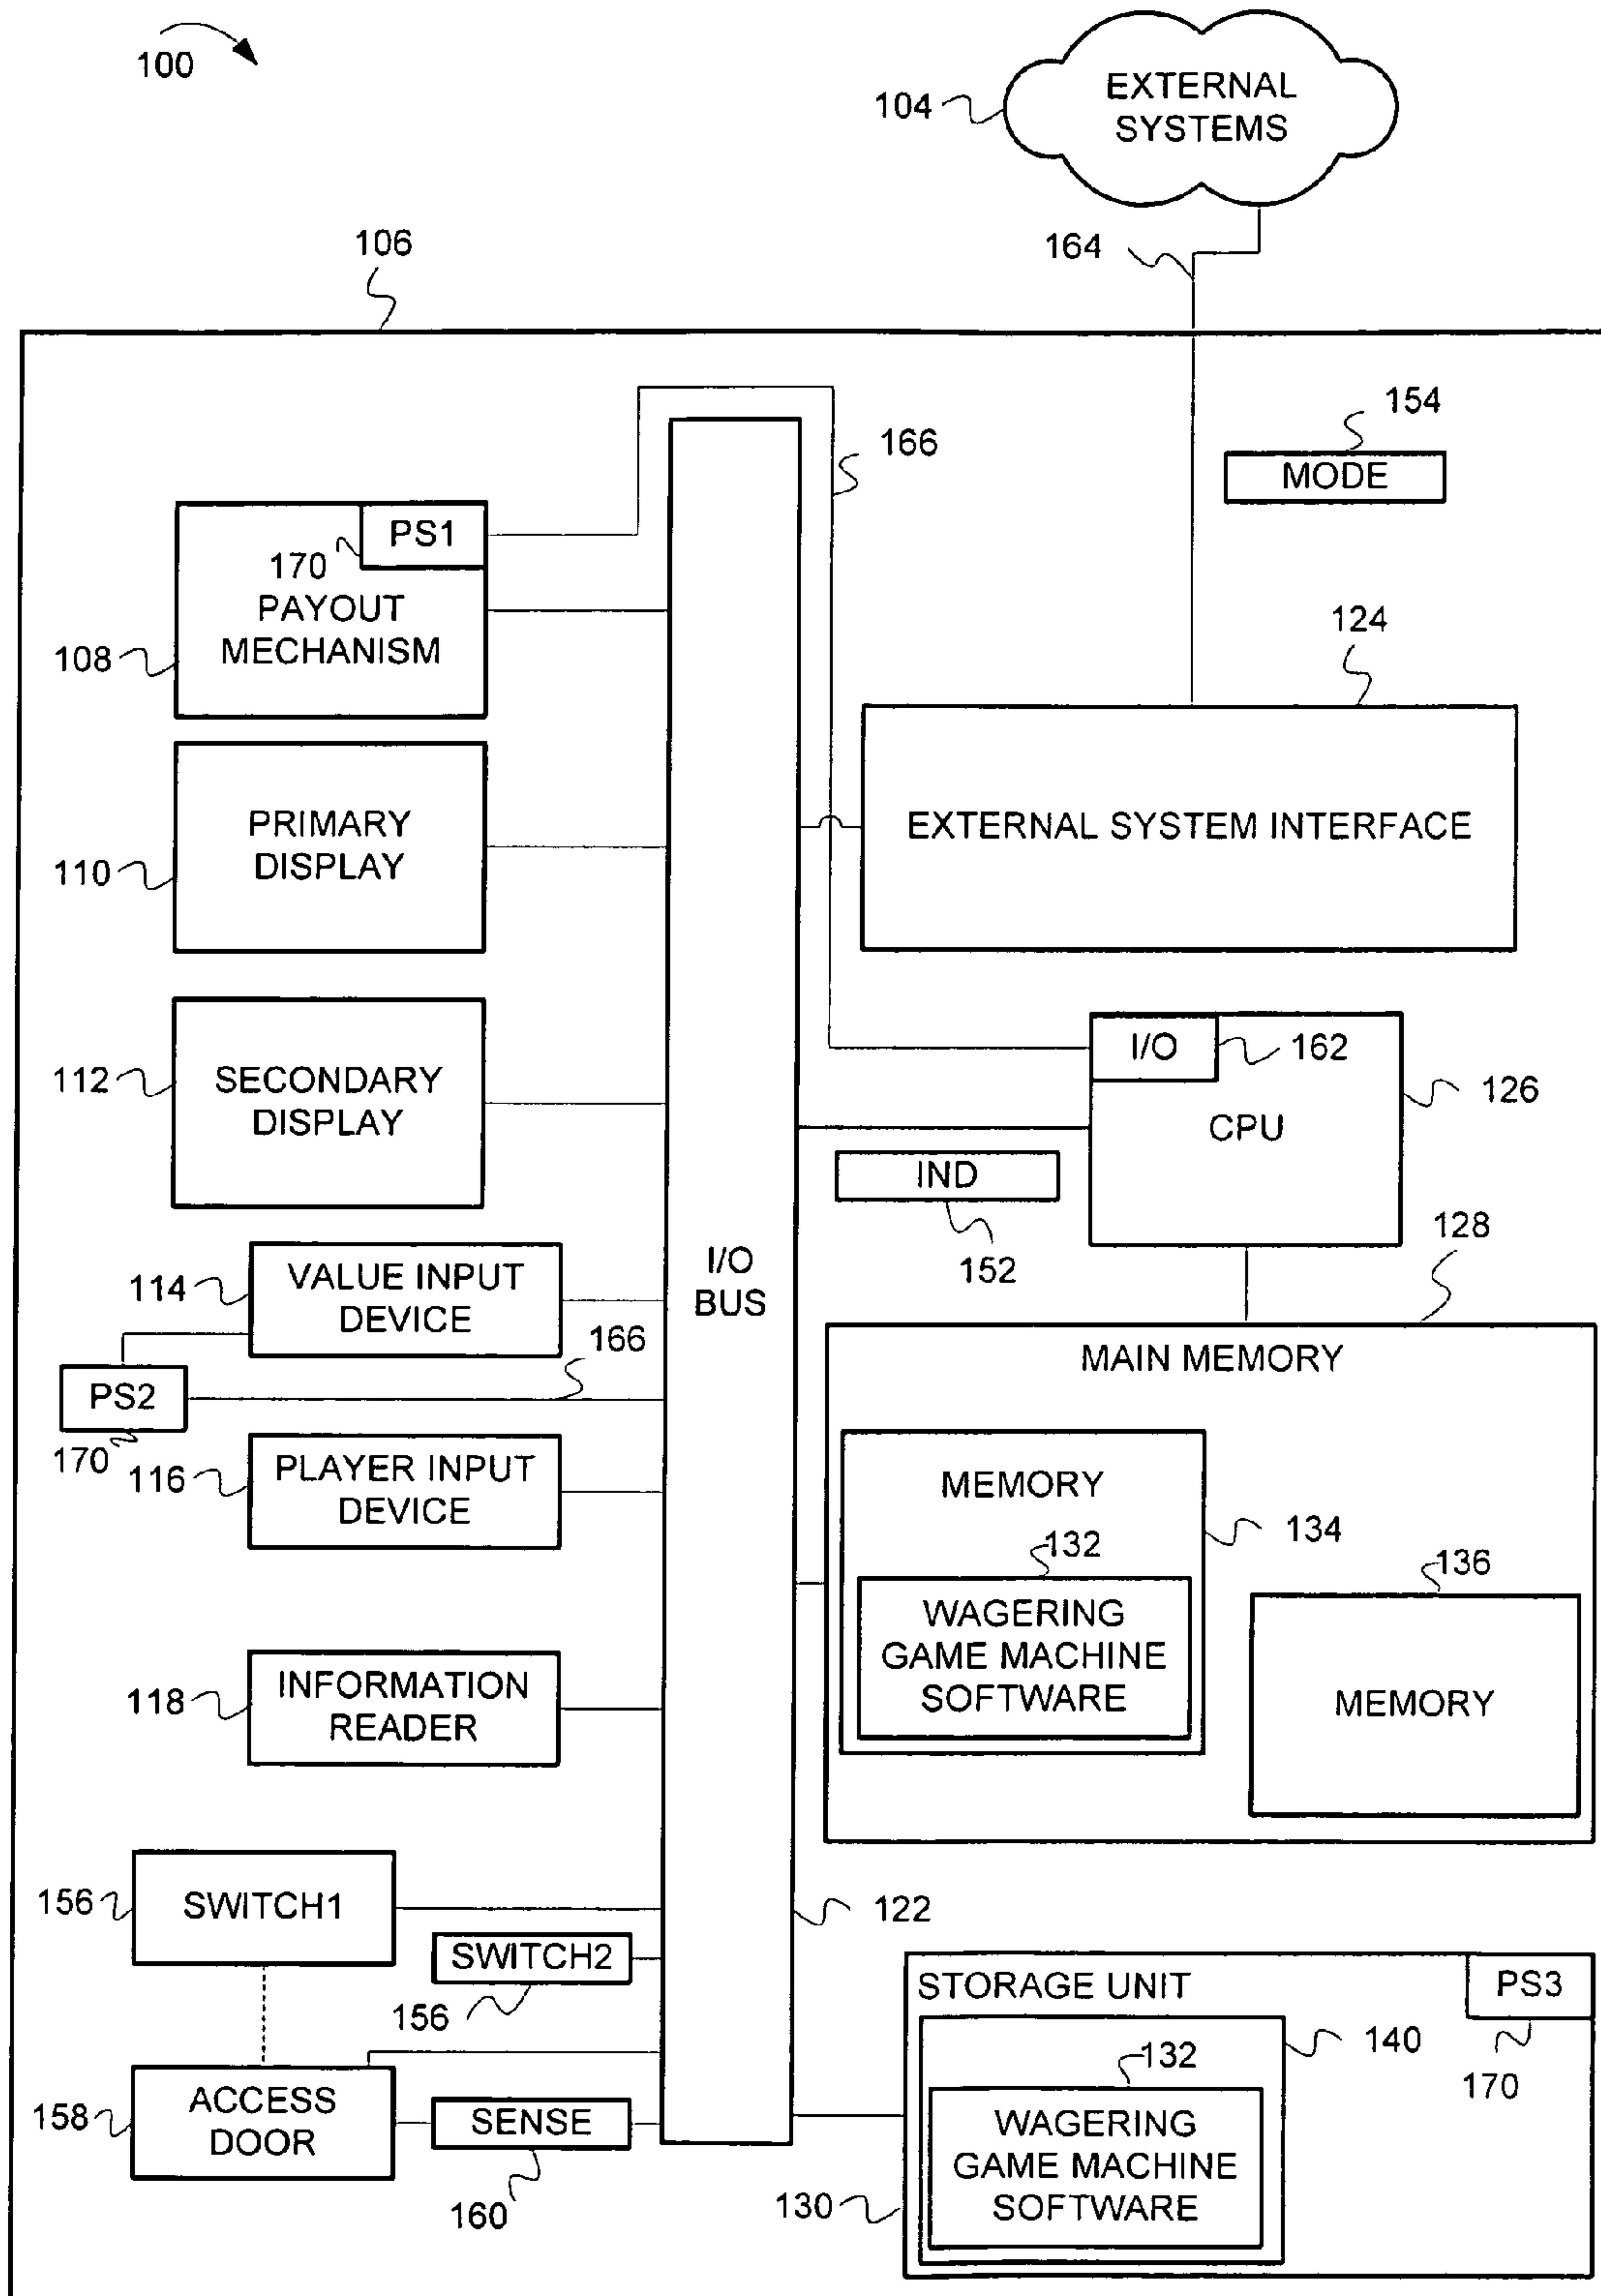 100
EXTERNAL
SYSTEMS
104
164
106
154
MODE
166
PS1
170
PAYOUT
MECHANISM
108
124
EXTERNAL SYSTEM INTERFACE
PRIMARY
DISPLAY
110
I/O
162
CPU
126
SECONDARY
DISPLAY
112
IND
152
128
I/O
BUS
VALUE INPUT
DEVICE
114
166
PS2
170
PLAYER INPUT
DEVICE
116
MAIN MEMORY
MEMORY
134
132
WAGERING
GAME MACHINE
SOFTWARE
136
MEMORY
INFORMATION
READER
118
SWITCH1
156
122
SWITCH2
156
STORAGE UNIT
PS3
170
140
132
WAGERING
GAME MACHINE
SOFTWARE
130
ACCESS
DOOR
158
SENSE
160